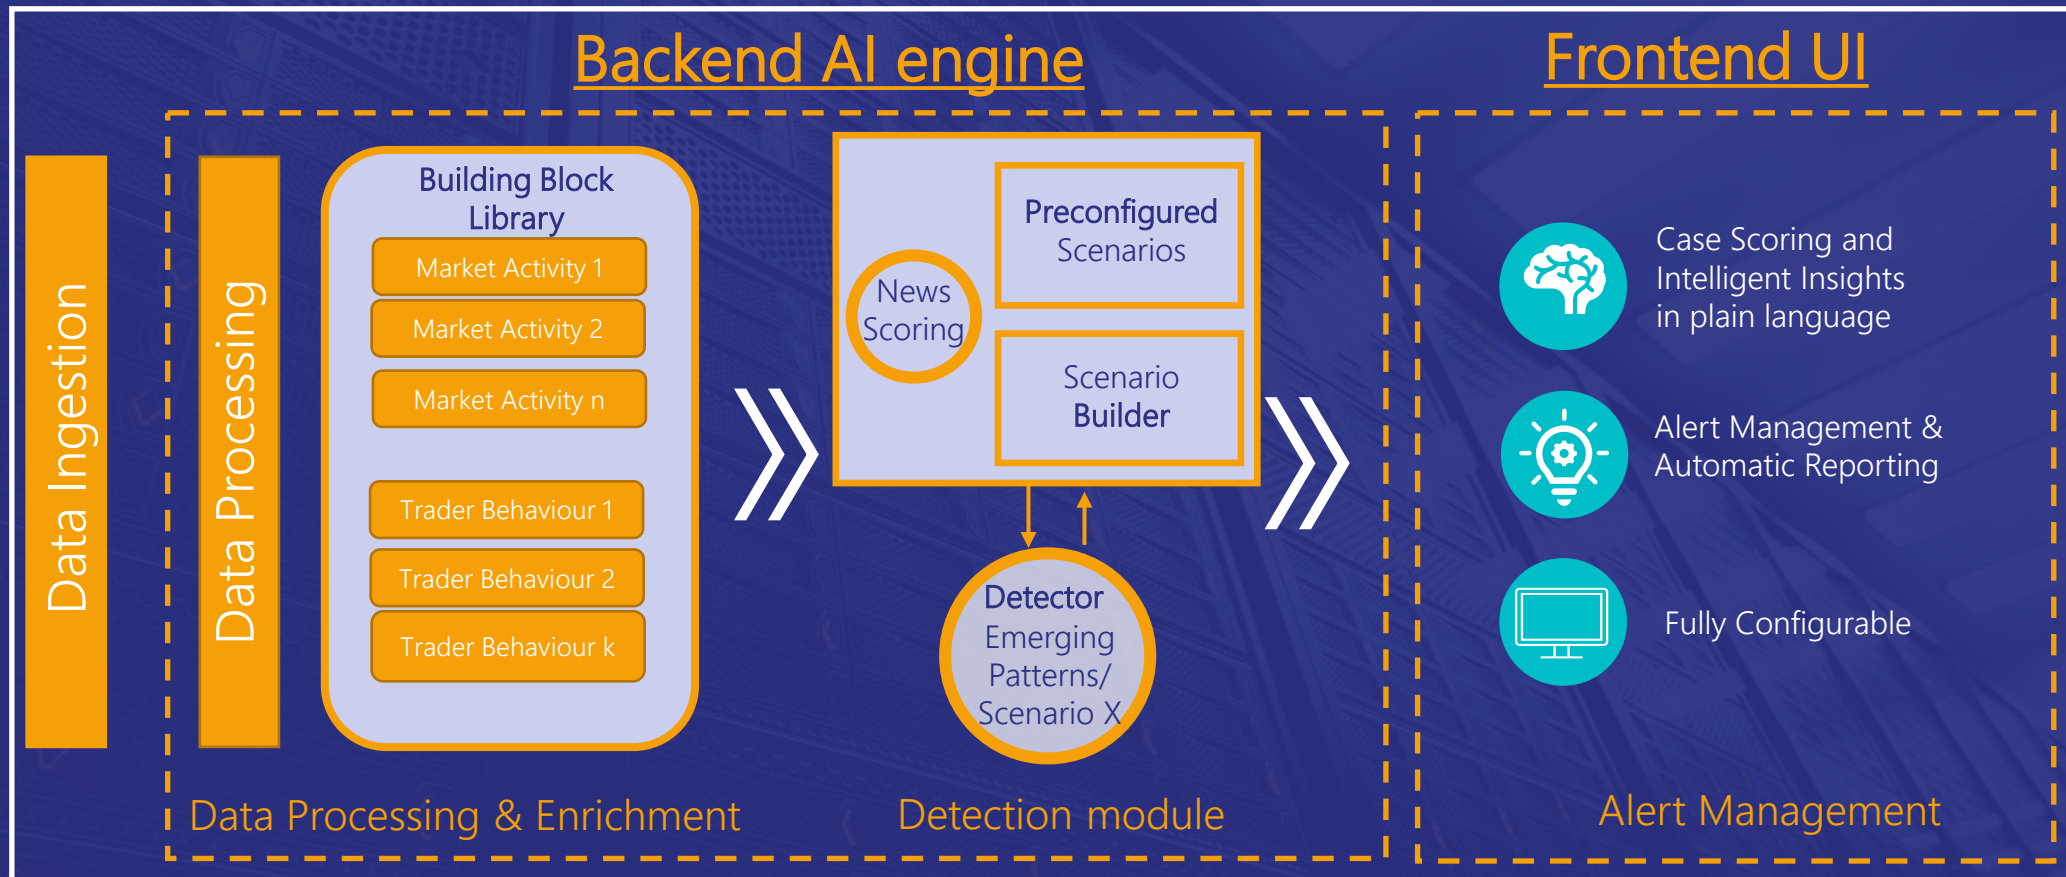 Backend AI engine
Frontend UI
Data Ingestion
Data Processing
Building Block
Library
Market Activity 1
Market Activity 2
Market Activity n
Trader Behaviour 1
Trader Behaviour 2
Trader Behaviour k
News
Scoring
Preconfigured
Scenarios
Scenario
Builder
Detector
Emerging
Patterns/
Scenario X
Case Scoring and
Intelligent Insights
in plain language
Alert Management &
Automatic Reporting
Fully Configurable
Data Processing & Enrichment
Detection module
Alert Management